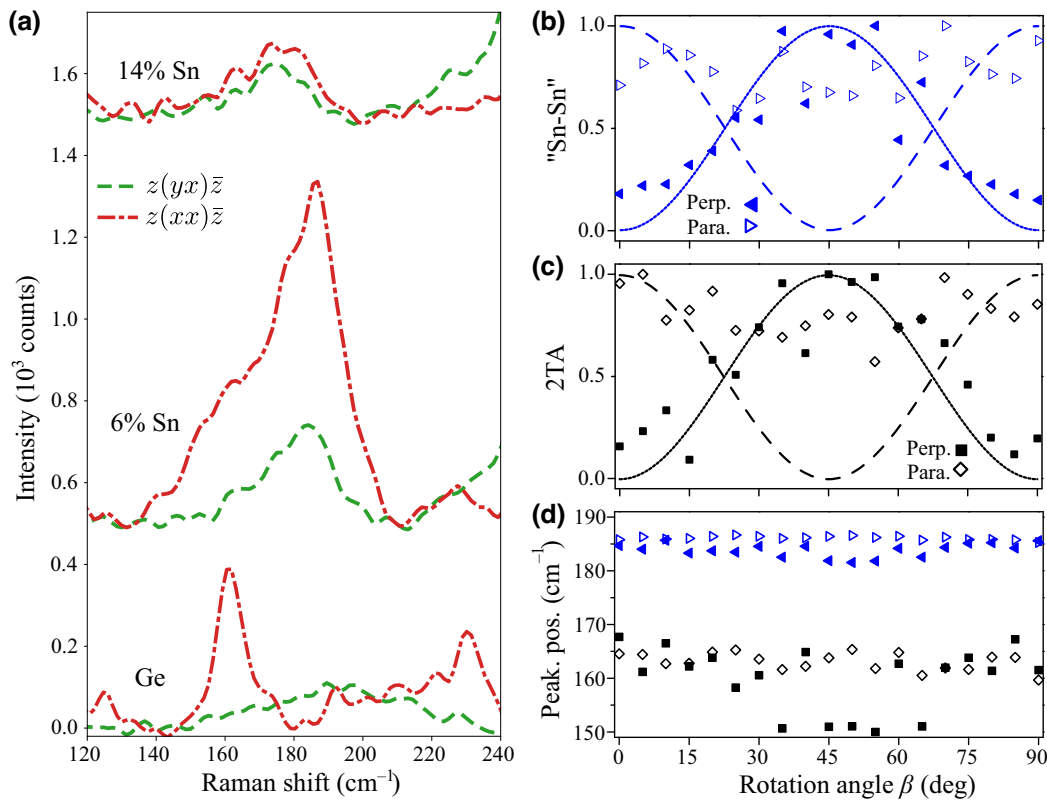 (a)
14% Sn
z(yx)z̄
z(xx)z̄
6% Sn
Ge
1.6
1.4
1.2
1.0
0.8
0.6
0.4
0.2
0.0
Intensity (10³ counts)
120 140 160 180 200 220 240
Raman shift (cm⁻¹)
(b)
1.0
0.5
0.0
"Sn-Sn"
Perp.
Para.
(c)
1.0
0.5
0.0
2TA
Perp.
Para.
(d)
190
180
170
160
150
Peak. pos. (cm⁻¹)
0 15 30 45 60 75 90
Rotation angle β (deg)